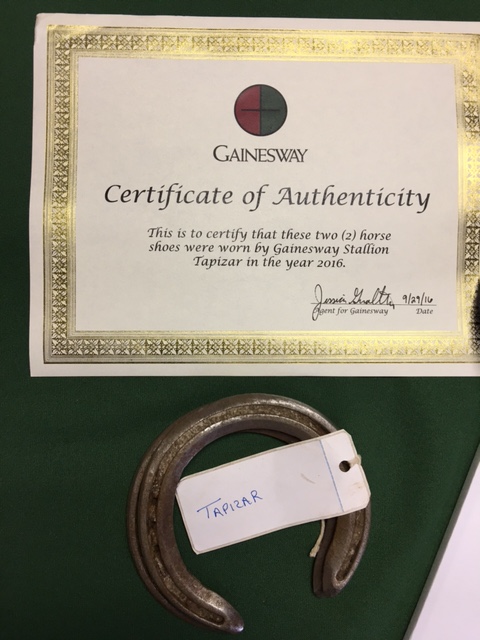 GAINESWAY
Certificate of Authenticity
This is to certify that these two (2) horse
shoes were worn by Gainesway Stallion
Tapizar in the year 2016.
9/29/16
Agent for Gainesway Date
TAPIZAR